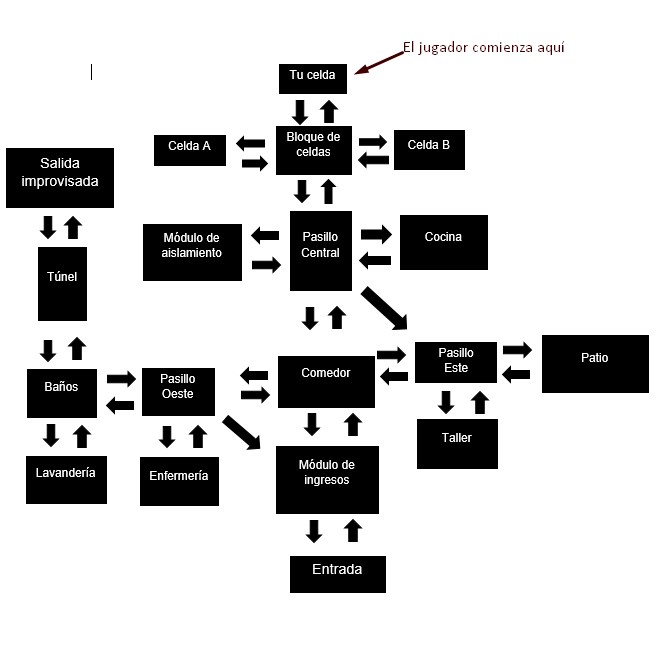 El jugador comienza aquí
Tu celda
Bloque de
celdas
Celda A
Celda B
Salida
improvisada
Módulo de
aislamiento
Pasillo
Central
Cocina
Túnel
Pasillo
Este
Patio
Comedor
Baños
Pasillo
Oeste
Taller
Lavandería
Enfermería
Módulo de
ingresos
Entrada